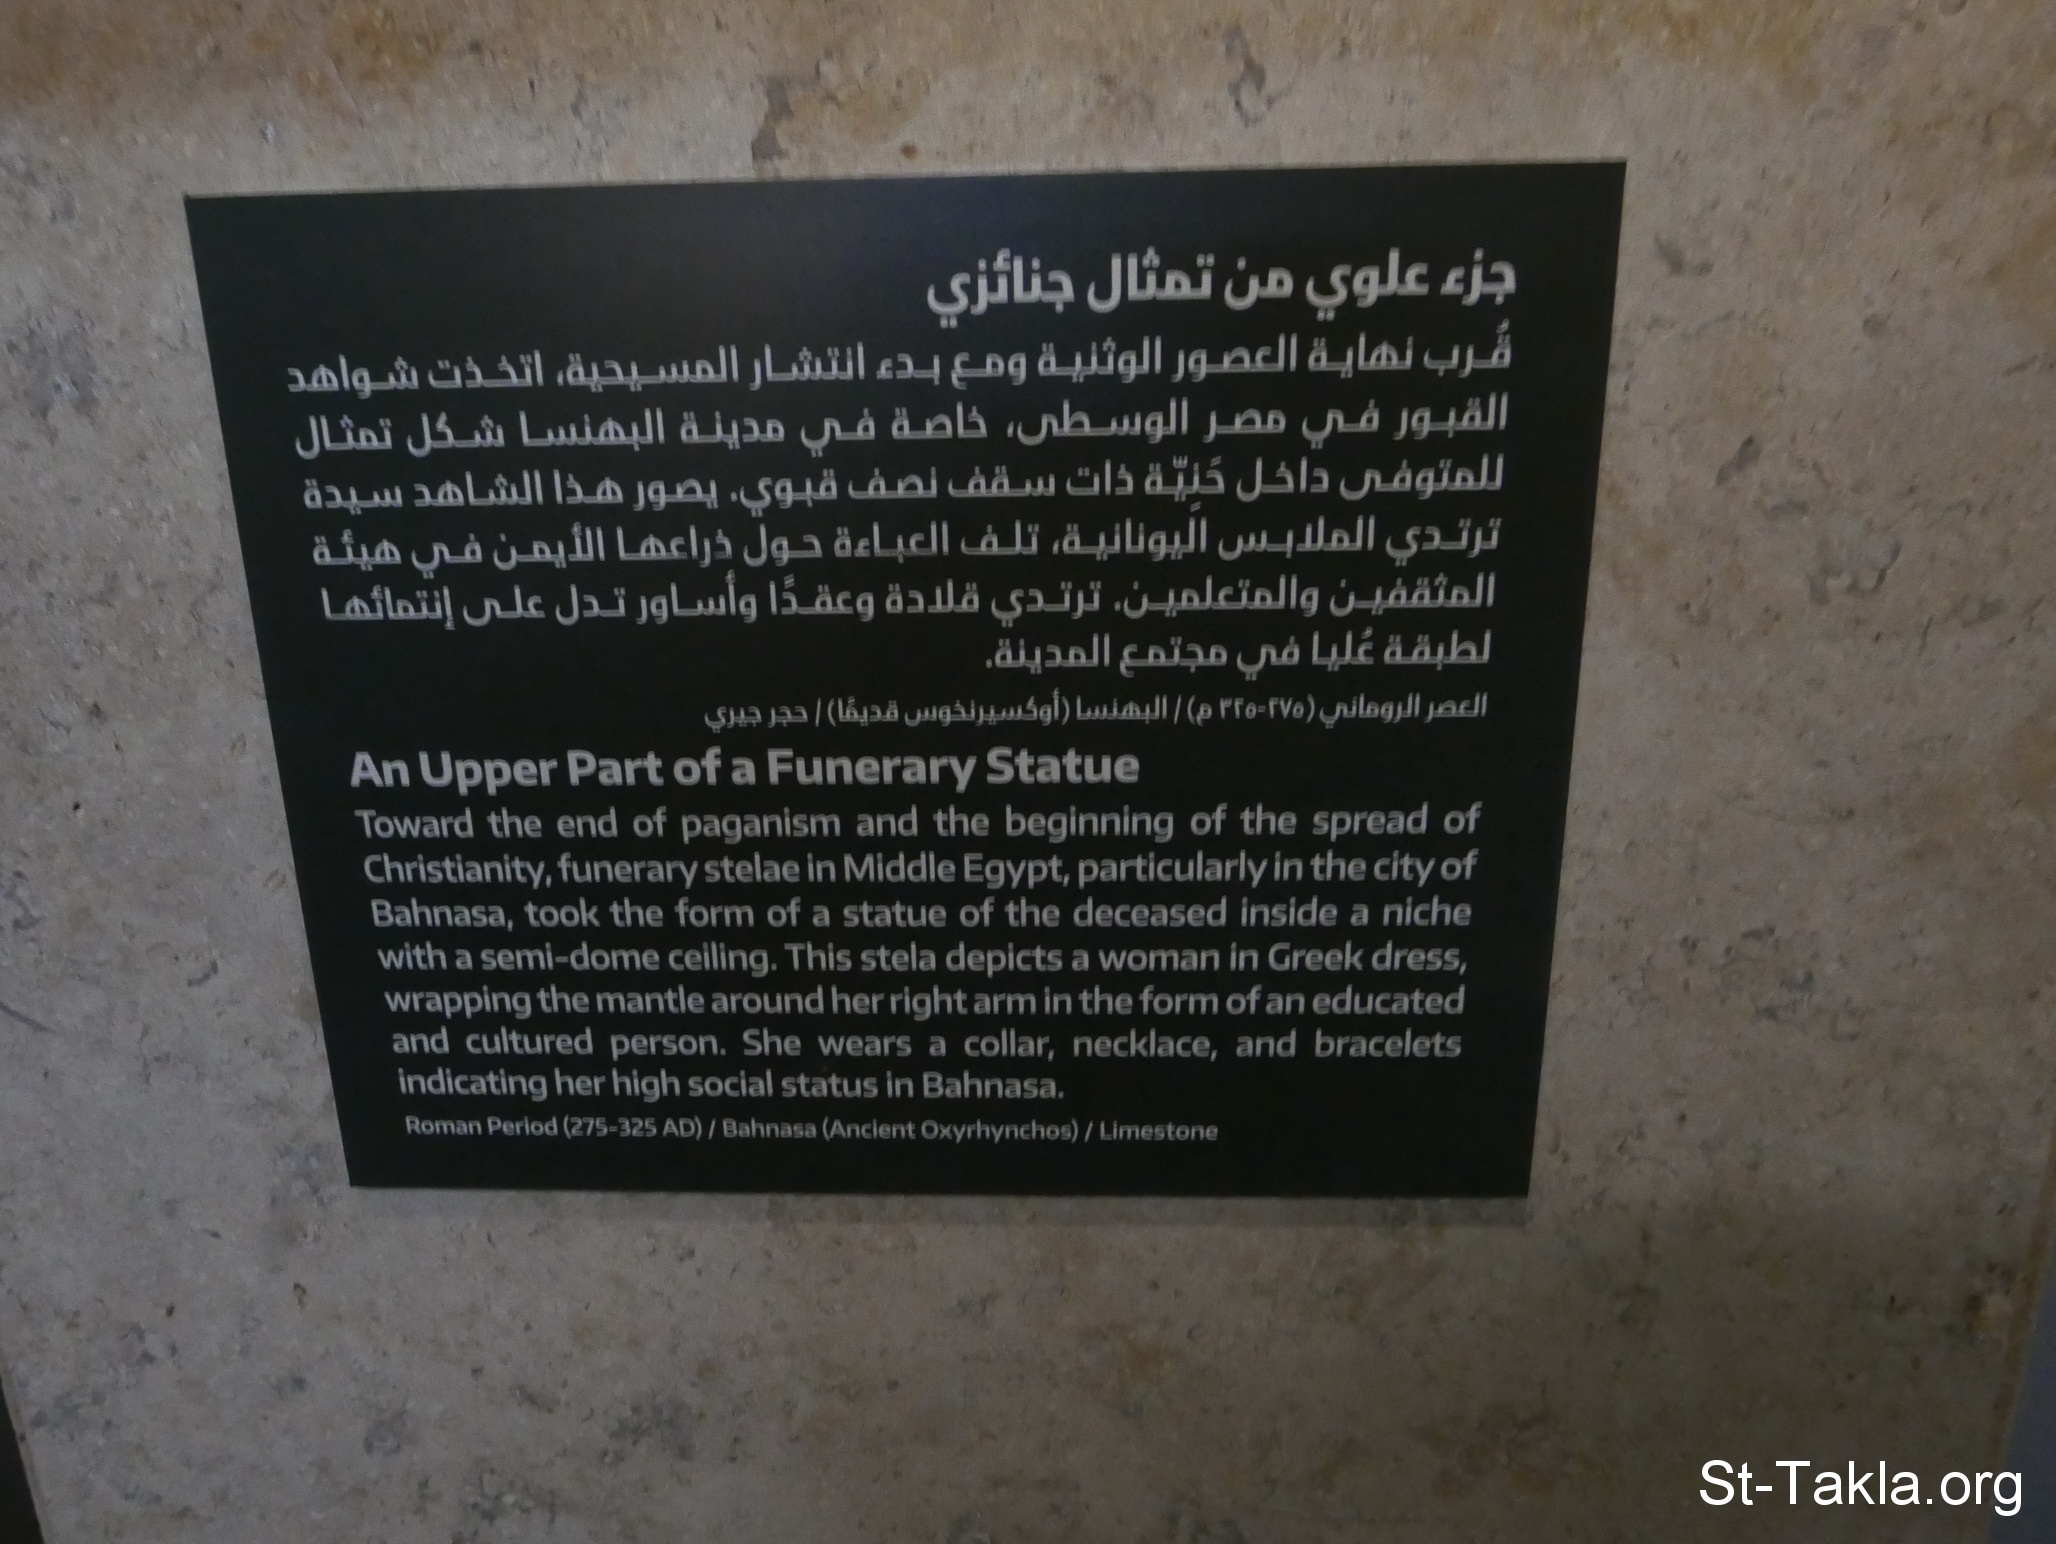 جزء علوي من تمثال جنائزي
قُرب نهاية العصور الوثنية ومع بدء انتشار المسيحية، اتخذت شواهد
القبور في مصر الوسطى، خاصة في مدينة البهنسا شكل تمثال
للمتوفى داخل حَنِيّة ذات سقف نصف قبوي. يصور هذا الشاهد سيدة
ترتدي الملابس اليونانية، تلف العباءة حول ذراعها الأيمن في هيئة
المثقفين والمتعلمين. ترتدي قلادة وعقدًا وأساور تدل على إنتمائها
لطبقة عُليا في مجتمع المدينة.
العصر الروماني (٢٧٥-٣٢٥ م) / البهنسا (أوكسيرنخوس قديمًا) / حجر جيري
An Upper Part of a Funerary Statue
Toward the end of paganism and the beginning of the spread of
Christianity, funerary stelae in Middle Egypt, particularly in the city of
Bahnasa, took the form of a statue of the deceased inside a niche
with a semi-dome ceiling. This stela depicts a woman in Greek dress,
wrapping the mantle around her right arm in the form of an educated
and cultured person. She wears a collar, necklace, and bracelets
indicating her high social status in Bahnasa.
Roman Period (275-325 AD) / Bahnasa (Ancient Oxyrhynchos) / Limestone
St-Takla.org